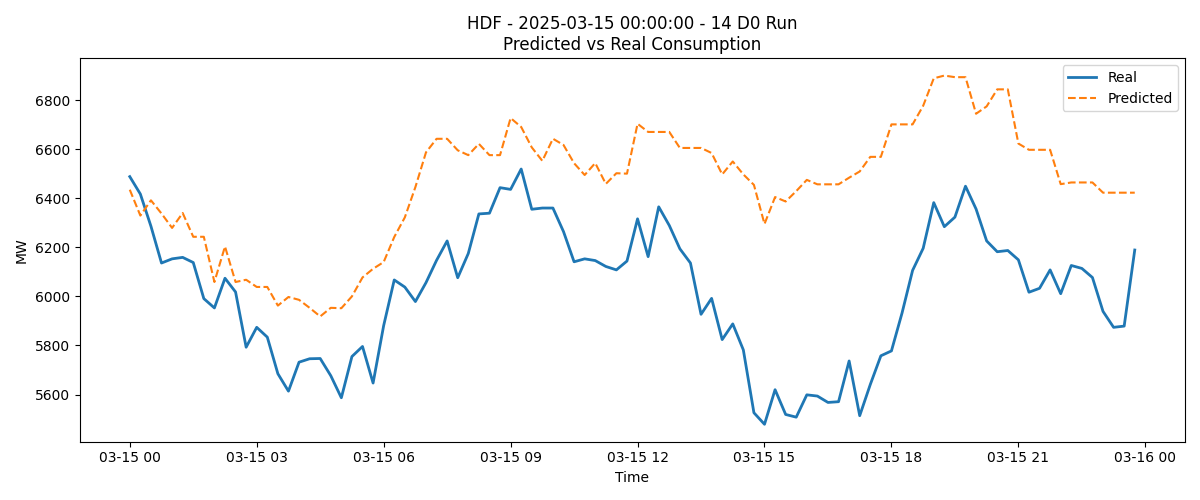 HDF - 2025-03-15 00:00:00 - 14 D0 Run
Predicted vs Real Consumption
Real
Predicted
MW
6800
6600
6400
6200
6000
5800
5600
03-15 00
03-15 03
03-15 06
03-15 09
03-15 12
03-15 15
03-15 18
03-15 21
03-16 00
Time